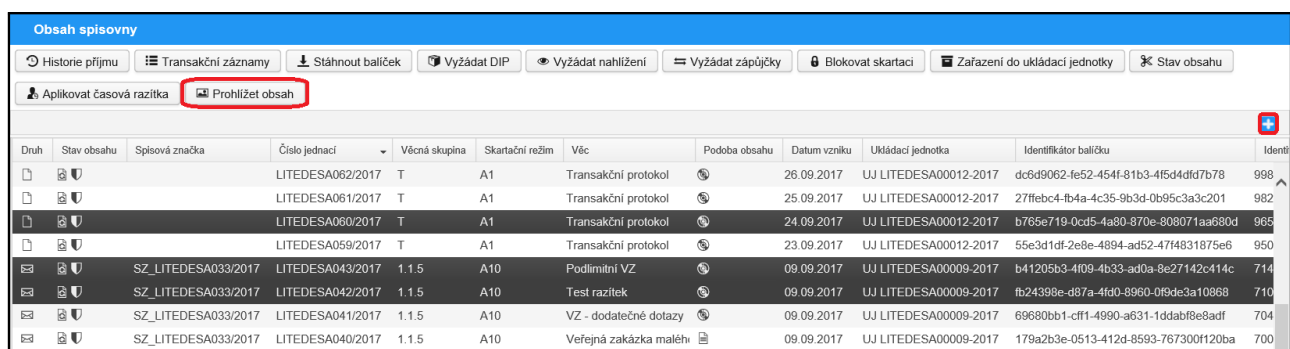 Obsah spisovny
Historie příjmu Transakční záznamy Stáhnout balíček Vyžádat DIP Vyžádat nahlížení Vyžádat zápůjčky Blokovat skartaci Zařazení do ukládací jednotky Stav obsahu
Aplikovat časová razítka Prohlížet obsah
Druh Stav obsahu Spisová značka Číslo jednací Věcná skupina Skartační režim Věc Podoba obsahu Datum vzniku Ukládací jednotka Identifikátor balíčku Identi
LITEDESA062/2017 T A1 Transakční protokol 26.09.2017 UJ LITEDESA00012-2017 dc6d9062-fe52-454f-81b3-4f5d4dfd7b78 998
LITEDESA061/2017 T A1 Transakční protokol 25.09.2017 UJ LITEDESA00012-2017 27ffebc4-fb4a-4c35-9b3d-0b95c3a3c201 982
LITEDESA060/2017 T A1 Transakční protokol 24.09.2017 UJ LITEDESA00012-2017 b765e719-0cd5-4a80-870e-808071aa680d 965
LITEDESA059/2017 T A1 Transakční protokol 23.09.2017 UJ LITEDESA00012-2017 55e3d1df-2e8e-4894-ad52-47f4831875e6 950
SZ_LITEDESA033/2017 LITEDESA043/2017 1.1.5 A10 Podlimitní VZ 09.09.2017 UJ LITEDESA00009-2017 b41205b3-4f09-4b33-ad0a-8e27142c414c 714
SZ_LITEDESA033/2017 LITEDESA042/2017 1.1.5 A10 Test razítek 09.09.2017 UJ LITEDESA00009-2017 fb24398e-d87a-4fd0-8960-0f9de3a10868 710
SZ_LITEDESA033/2017 LITEDESA041/2017 1.1.5 A10 VZ - dodatečné dotazy 09.09.2017 UJ LITEDESA00009-2017 69680bb1-cff1-4990-a631-1ddabf8e8adf 704
SZ_LITEDESA033/2017 LITEDESA040/2017 1.1.5 A10 Veřejná zakázka maléh 09.09.2017 UJ LITEDESA00009-2017 179a2b3e-0513-412d-8593-767300f120ba 700